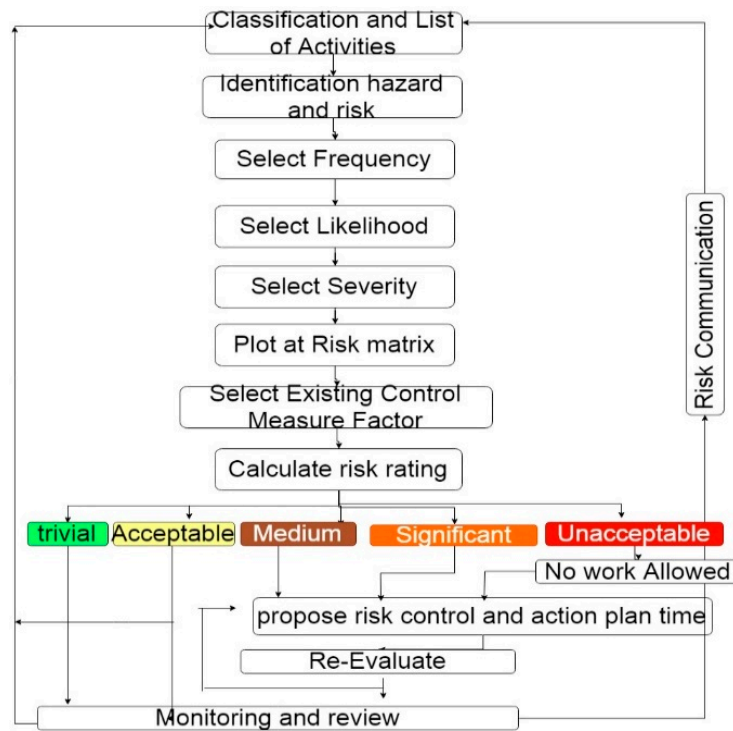 Classification and List
of Activities
Identification hazard
and risk
Select Frequency
Select Likelihood
Select Severity
Plot at Risk matrix
Select Existing Control
Measure Factor
Calculate risk rating
trivial
Acceptable
Medium
Significant
Unacceptable
No work Allowed
propose risk control and action plan time
Re-Evaluate
Monitoring and review
Risk Communication